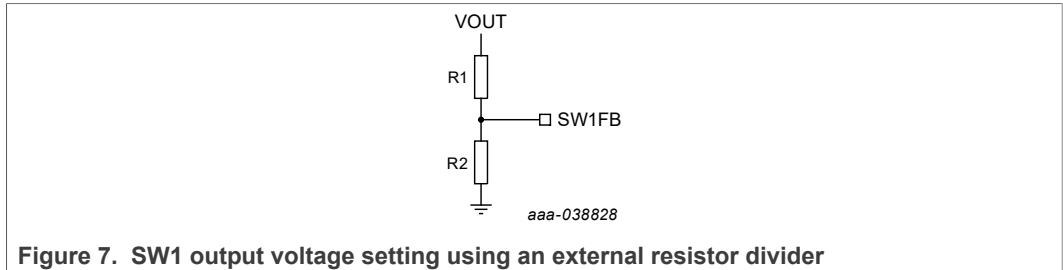 VOUT
R1
SW1FB
R2
aaa-038828
Figure 7. SW1 output voltage setting using an external resistor divider